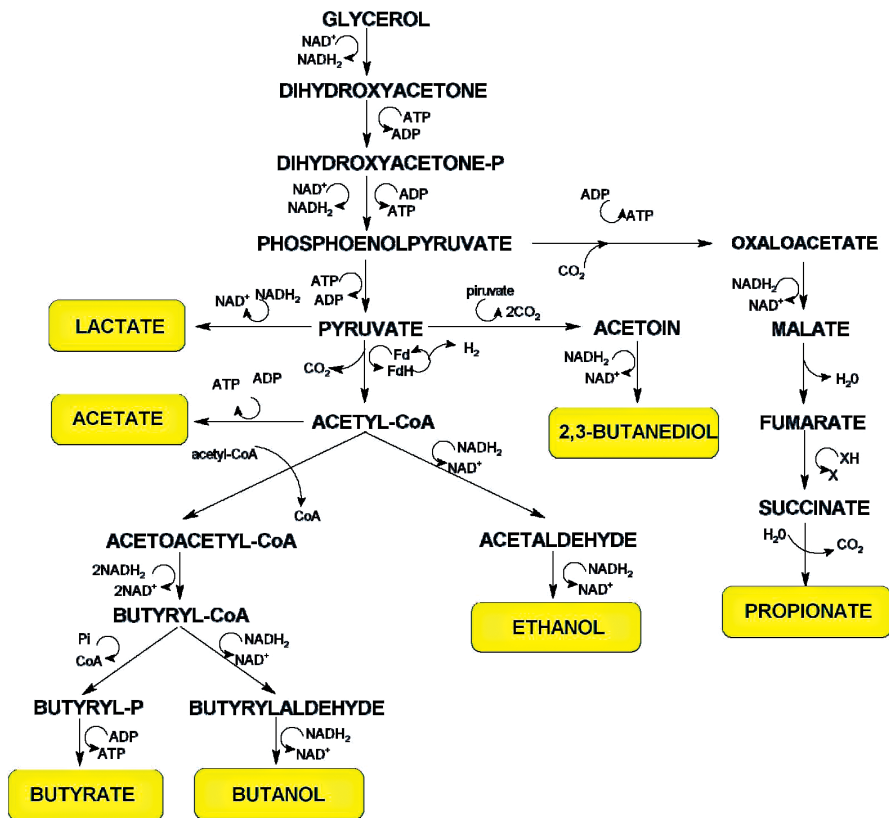 GLYCEROL
NAD⁺
NADH₂
DIHYDROXYACETONE
ATP
ADP
DIHYDROXYACETONE-P
NAD⁺
NADH₂
ADP
ATP
ADP
ATP
PHOSPHOENOLPYRUVATE
OXALOACETATE
CO₂
ATP
ADP
NADH₂
NAD⁺
NAD⁺
NADH₂
piruvate
2CO₂
LACTATE
PYRUVATE
ACETOIN
MALATE
CO₂
Fd
FdH
H₂
NADH₂
NAD⁺
H₂0
ATP
ADP
ACETATE
ACETYL-CoA
2,3-BUTANEDIOL
FUMARATE
acetyl-CoA
CoA
NADH₂
NAD⁺
XH
X
SUCCINATE
ACETOACETYL-CoA
ACETALDEHYDE
H₂0
CO₂
2NADH₂
2NAD⁺
NADH₂
NAD⁺
BUTYRYL-CoA
ETHANOL
PROPIONATE
Pi
CoA
NADH₂
NAD⁺
BUTYRYL-P
BUTYRYLALDEHYDE
ADP
ATP
NADH₂
NAD⁺
BUTYRATE
BUTANOL